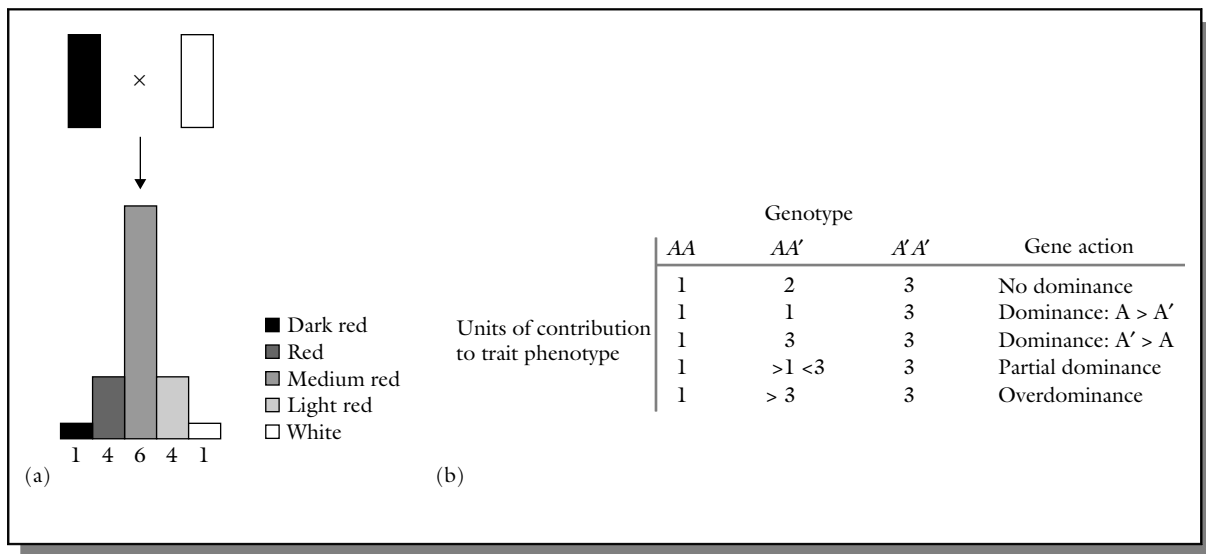 ×
Dark red
Red
Medium red
Light red
White
1 4 6 4 1
(a)
Genotype
AA AA′ A′A′ Gene action
1 2 3 No dominance
1 1 3 Dominance: A > A′
Units of contribution
to trait phenotype
1 3 3 Dominance: A′ > A
1 >1 <3 3 Partial dominance
1 > 3 3 Overdominance
(b)